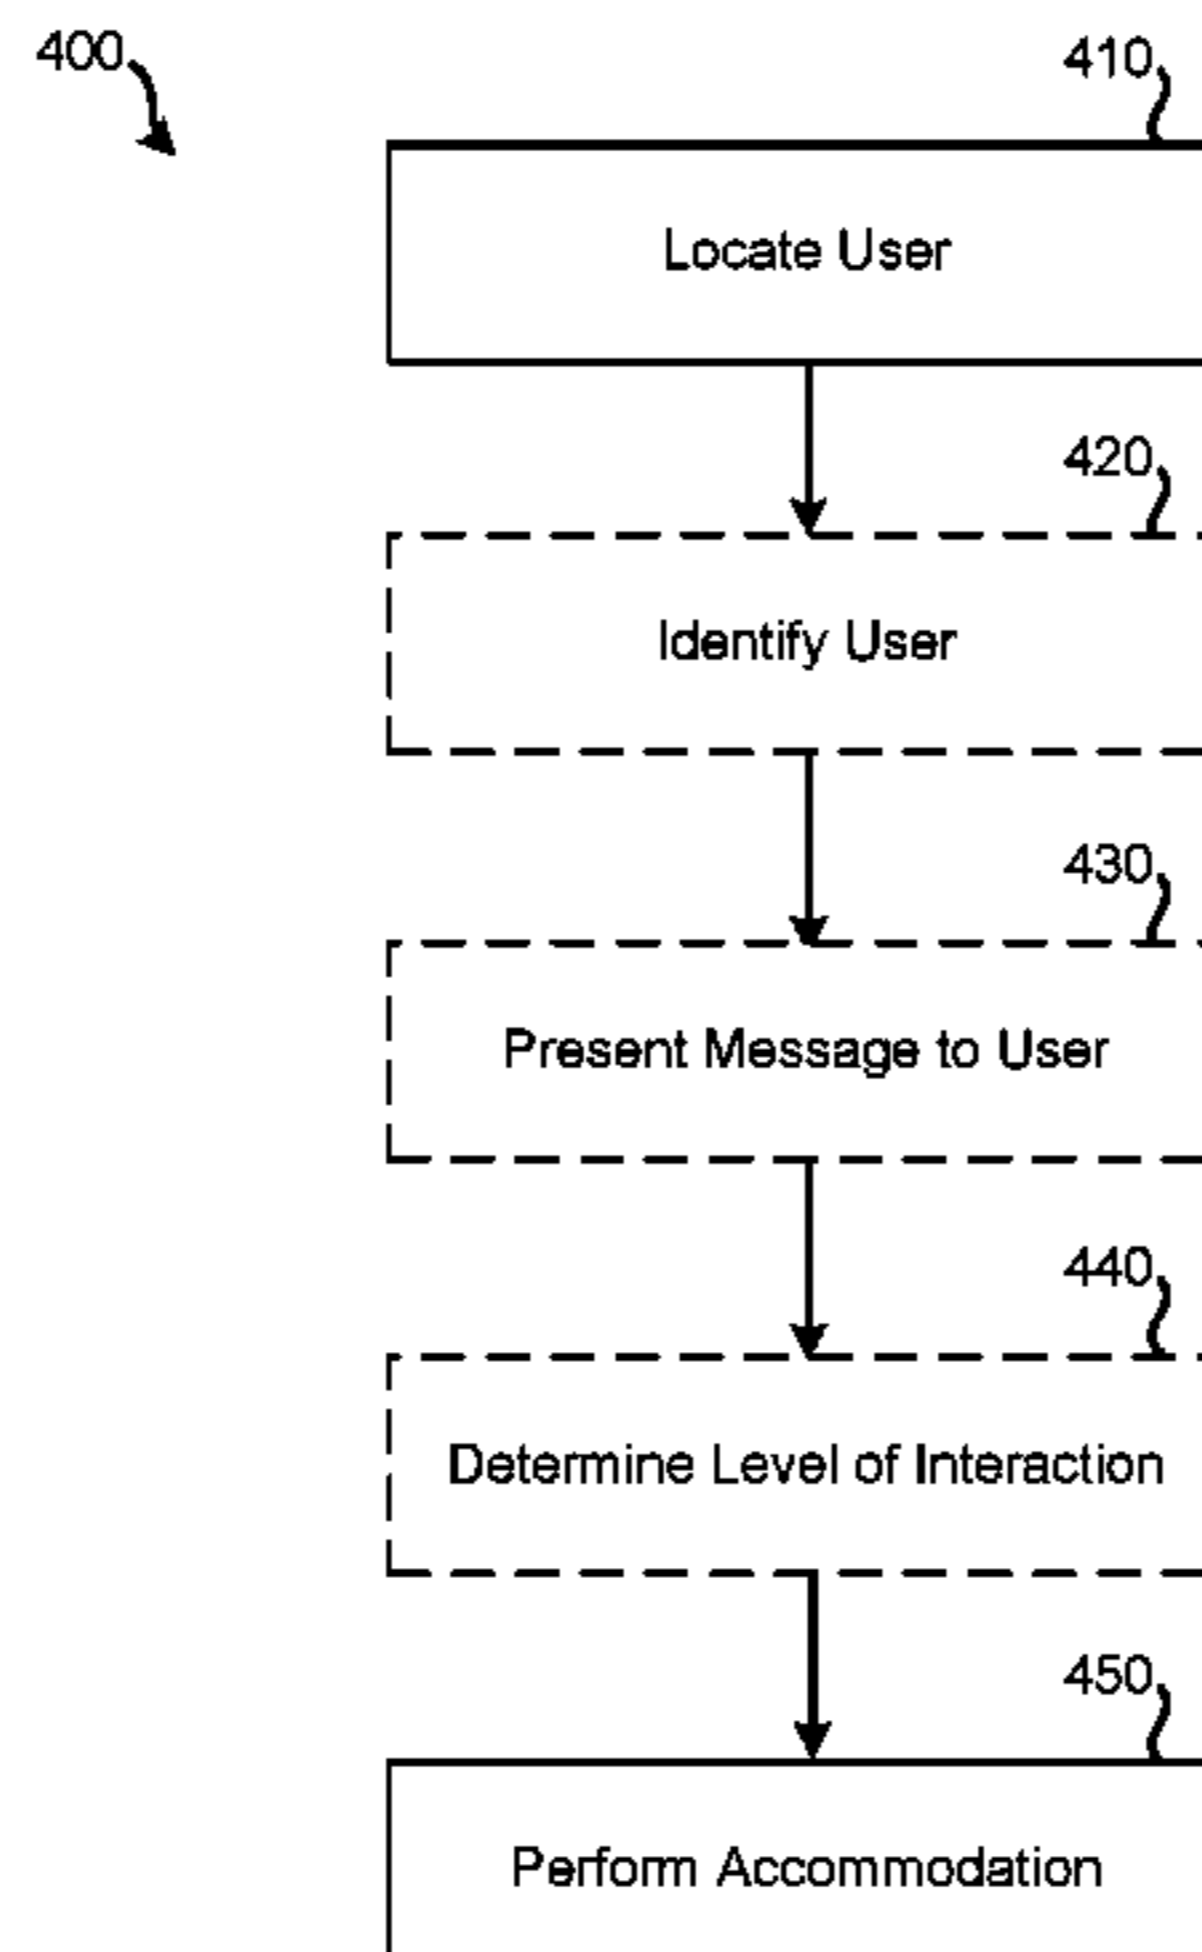 400
410
Locate User
420
Identify User
430
Present Message to User
440
Determine Level of Interaction
450
Perform Accommodation